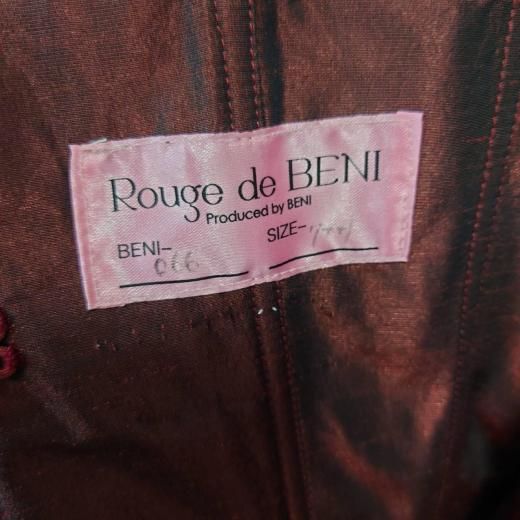 Rouge de BENI
Produced by BENI
BENI- 066
SIZE-